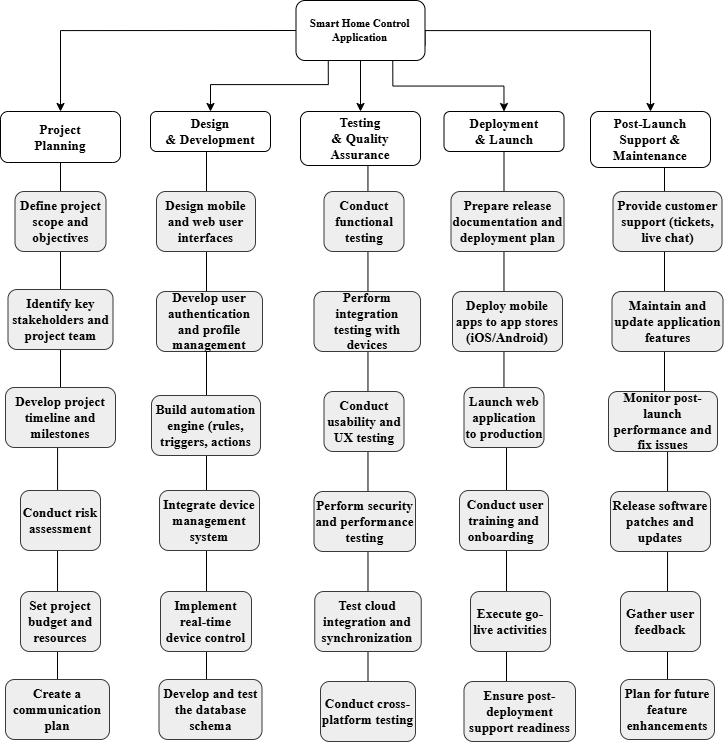 Smart Home Control
Application
Project
Planning
Design
& Development
Testing
& Quality
Assurance
Deployment
& Launch
Post-Launch
Support &
Maintenance
Define project
scope and
objectives
Design mobile
and web user
interfaces
Conduct
functional
testing
Prepare release
documentation and
deployment plan
Provide customer
support (tickets,
live chat)
Identify key
stakeholders and
project team
Develop user
authentication
and profile
management
Perform
integration
testing with
devices
Deploy mobile
apps to app stores
(iOS/Android)
Maintain and
update application
features
Develop project
timeline and
milestones
Build automation
engine (rules,
triggers, actions
Conduct
usability and
UX testing
Launch web
application
to production
Monitor post-
launch
performance and
fix issues
Conduct risk
assessment
Integrate device
management
system
Perform security
and performance
testing
Conduct user
training and
onboarding
Release software
patches and
updates
Set project
budget and
resources
Implement
real-time
device control
Test cloud
integration and
synchronization
Execute go-
live activities
Gather user
feedback
Create a
communication
plan
Develop and test
the database
schema
Conduct cross-
platform testing
Ensure post-
deployment
support readiness
Plan for future
feature
enhancements